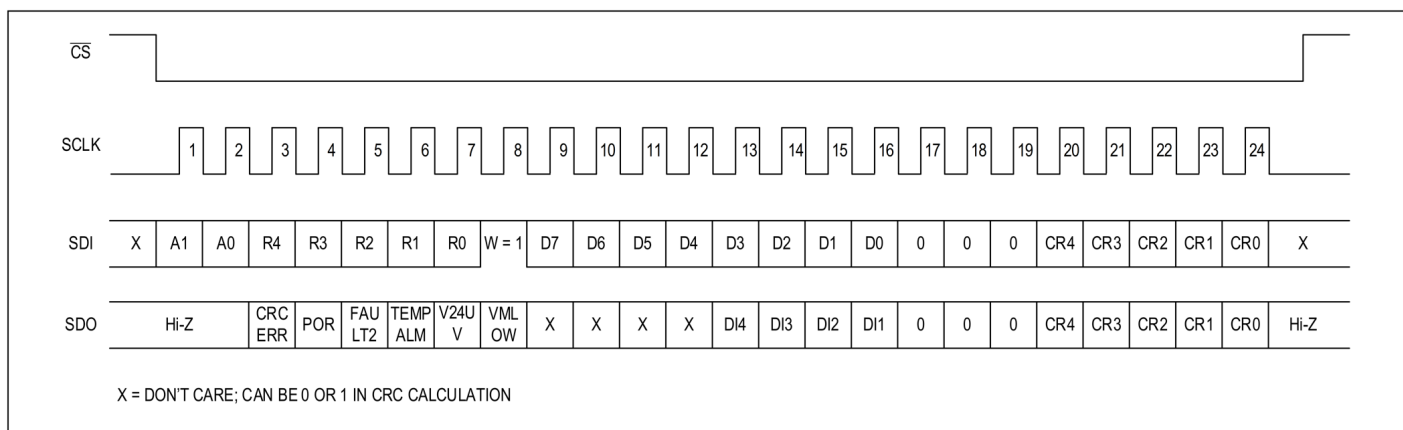 CS
SCLK 1 2 3 4 5 6 7 8 9 10 11 12 13 14 15 16 17 18 19 20 21 22 23 24
SDI X A1 A0 R4 R3 R2 R1 R0 W = 1 D7 D6 D5 D4 D3 D2 D1 D0 0 0 0 CR4 CR3 CR2 CR1 CR0 X
SDO Hi-Z CRC ERR POR FAU LT2 TEMP ALM V24U V VML OW X X X X DI4 DI3 DI2 DI1 0 0 0 CR4 CR3 CR2 CR1 CR0 Hi-Z
X = DON'T CARE; CAN BE 0 OR 1 IN CRC CALCULATION